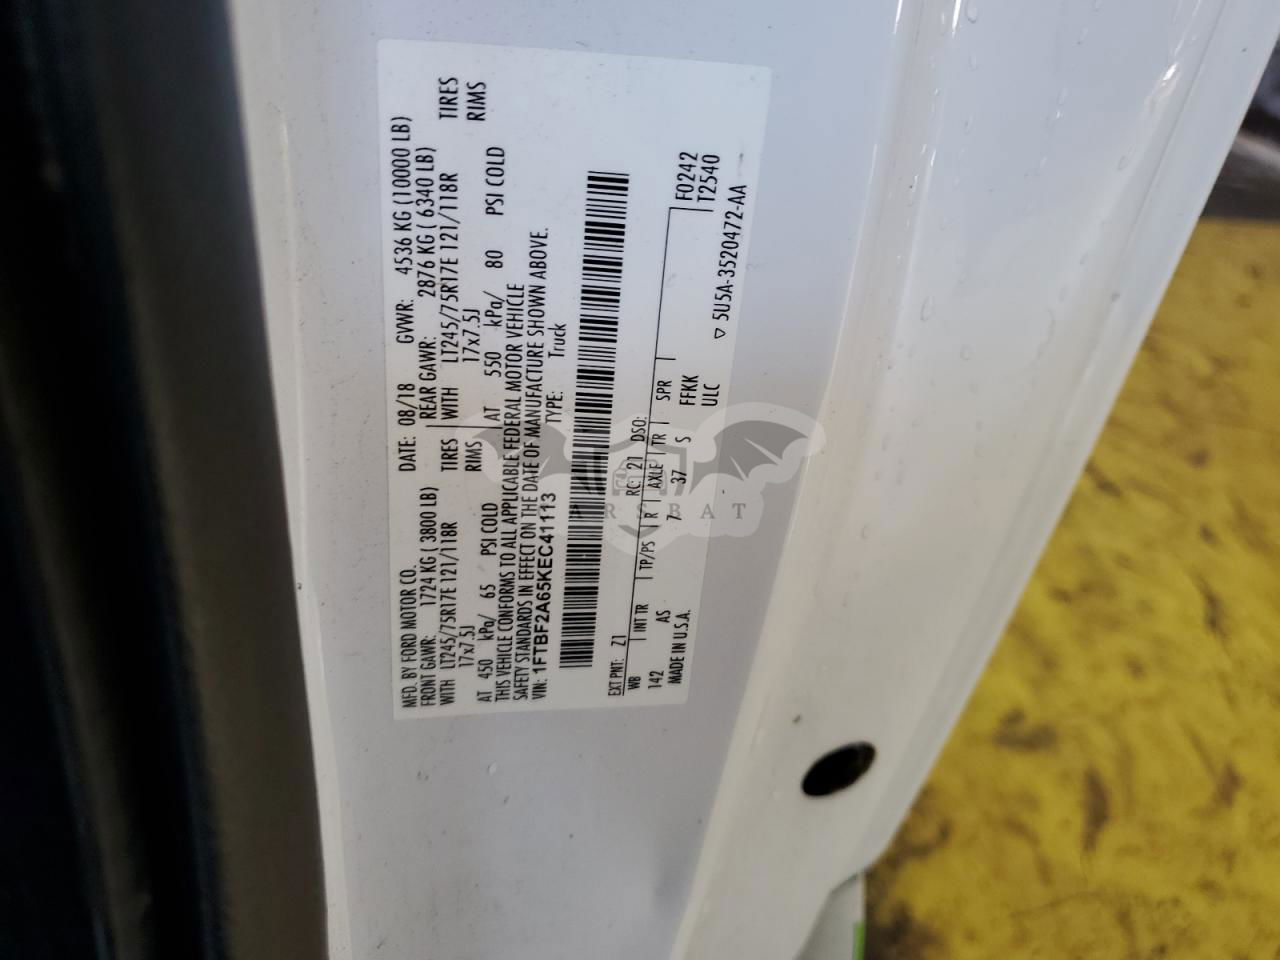 MFD. BY FORD MOTOR CO. DATE: 08/18 GVWR: 4536 KG (10000 LB)
FRONT GAWR: 1724 KG (3800 LB) REAR GAWR: 2876 KG (6340 LB)
WITH LT245/75R17E 121/118R TIRES WITH LT245/75R17E 121/118R TIRES
17x7.5J RIMS 17x7.5J RIMS
AT 450 kPa/ 65 PSI COLD AT 550 kPa/ 80 PSI COLD
THIS VEHICLE CONFORMS TO ALL APPLICABLE FEDERAL MOTOR VEHICLE
SAFETY STANDARDS IN EFFECT ON THE DATE OF MANUFACTURE SHOWN ABOVE.
VIN: 1FTBF2A65KEC41113 TYPE: Truck
EXT PNT: Z1 RC: 21 DSO: F0242
WB INT TR TP/PS R AXLE TR SPR T2540
142 AS 7 37 S FFKK
MADE IN U.S.A. ULC
▽ 5U5A-3520472-AA
ARSBAT